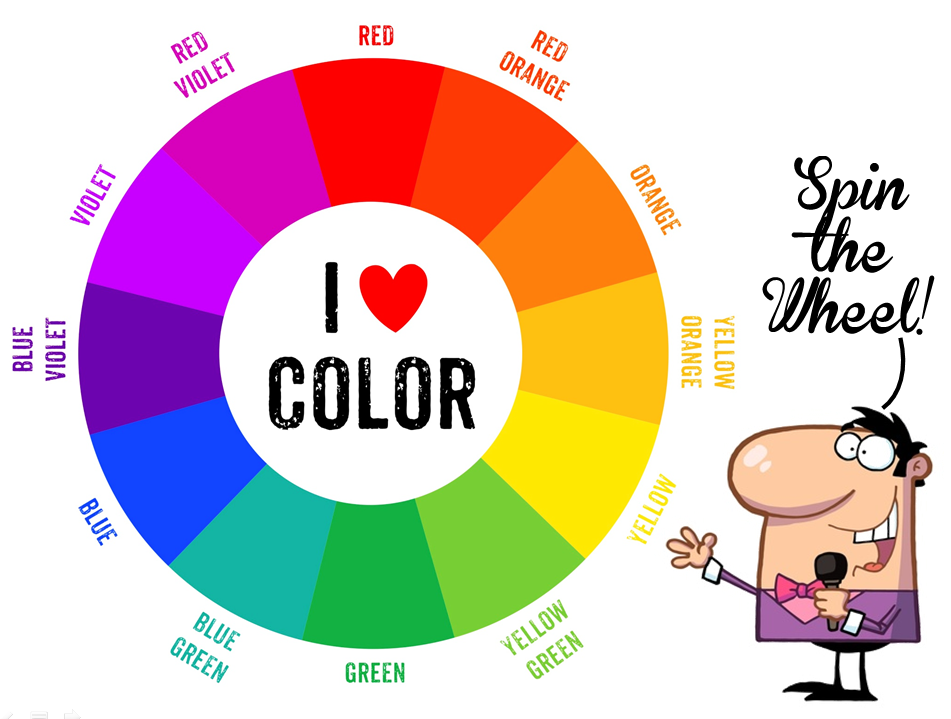 RED
RED
ORANGE
ORANGE
YELLOW
ORANGE
YELLOW
YELLOW
GREEN
GREEN
BLUE
GREEN
BLUE
BLUE
VIOLET
VIOLET
RED
VIOLET
I ♥
COLOR
Spin
the
Wheel!